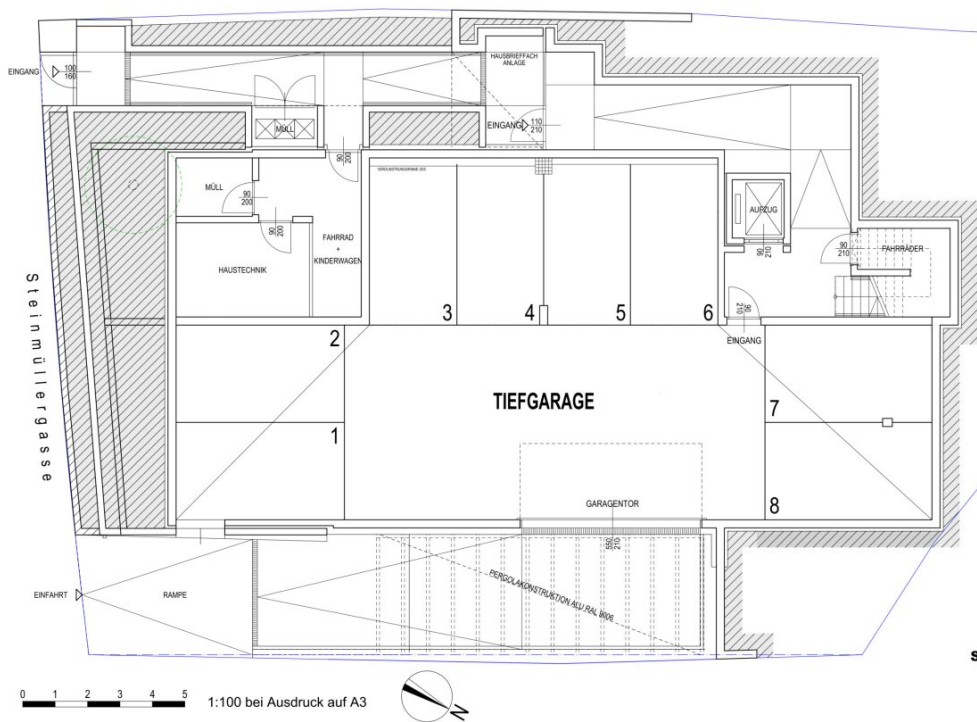 EINGANG
100
160
HAUSBRIEFFACH
ANLAGE
MÜLL
EINGANG
110
210
90
200
MÜLL
90
200
90
200
HAUSTECHNIK
FAHRRAD
+
KINDERWAGEN
AUFZUG
90
210
90
210
FAHRRÄDER
90
210
EINGANG
3
4
5
6
2
1
7
8
TIEFGARAGE
GARAGENTOR
550
210
Steinmüllergasse
EINFAHRT
RAMPE
PERGOLAKONSTRUKTION ALU RAL 9006
0 1 2 3 4 5
1:100 bei Ausdruck auf A3
N
s